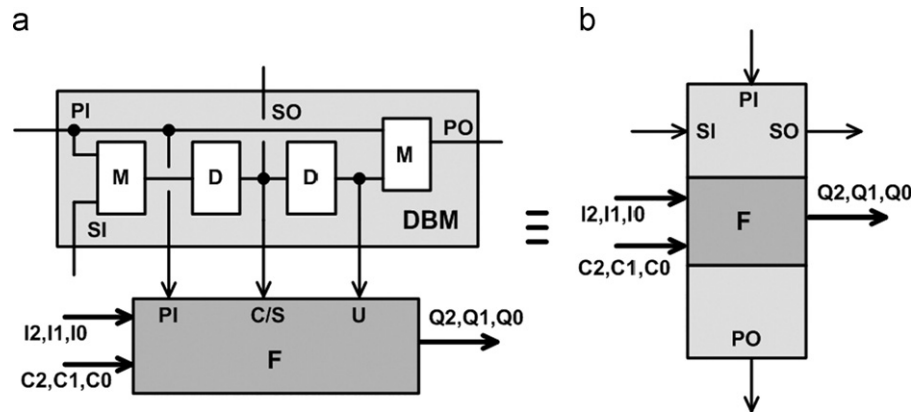 a
PI
SO
PO
M
D
D
M
SI
DBM
I2,I1,I0
PI
C/S
U
Q2,Q1,Q0
C2,C1,C0
F
b
PI
SI
SO
I2,I1,I0
F
Q2,Q1,Q0
C2,C1,C0
PO